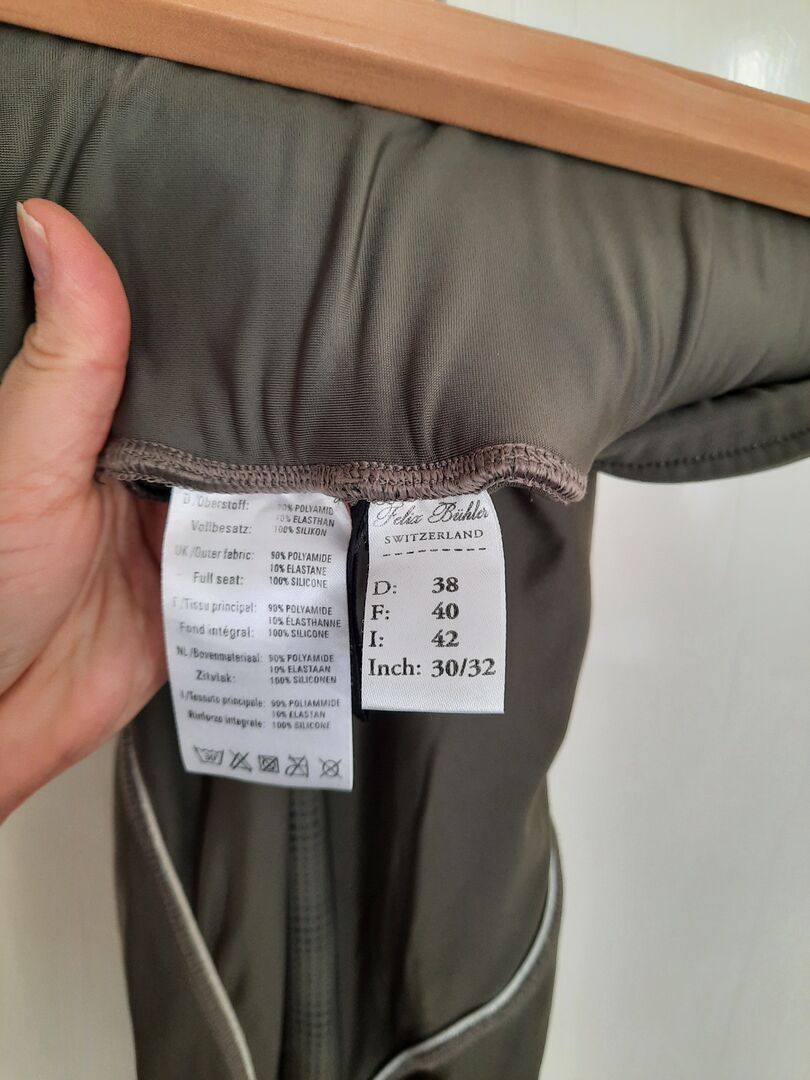 D/Oberstoff: 90% POLYAMID
10% ELASTHAN
Vollbesatz: 100% SILIKON
UK/Outer fabric: 90% POLYAMIDE
10% ELASTANE
Full seat: 100% SILICONE
F/Tissu principal: 90% POLYAMIDE
10% ÉLASTHANNE
Fond intégral: 100% SILICONE
NL/Bovenmateriaal: 90% POLYAMIDE
10% ELASTAAN
Zitvlak: 100% SILICONEN
I/Tessuto principale: 90% POLIAMMIDE
10% ELASTAN
Rinforzo integrale: 100% SILICONE
30
Felix Bühler
SWITZERLAND
D: 38
F: 40
I: 42
Inch: 30/32